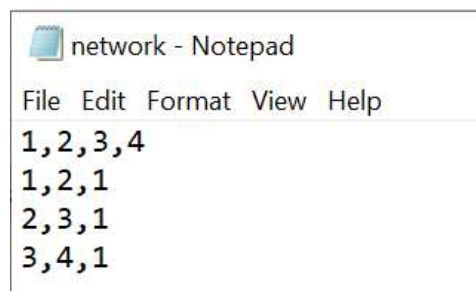 network - Notepad
File Edit Format View Help
1,2,3,4
1,2,1
2,3,1
3,4,1